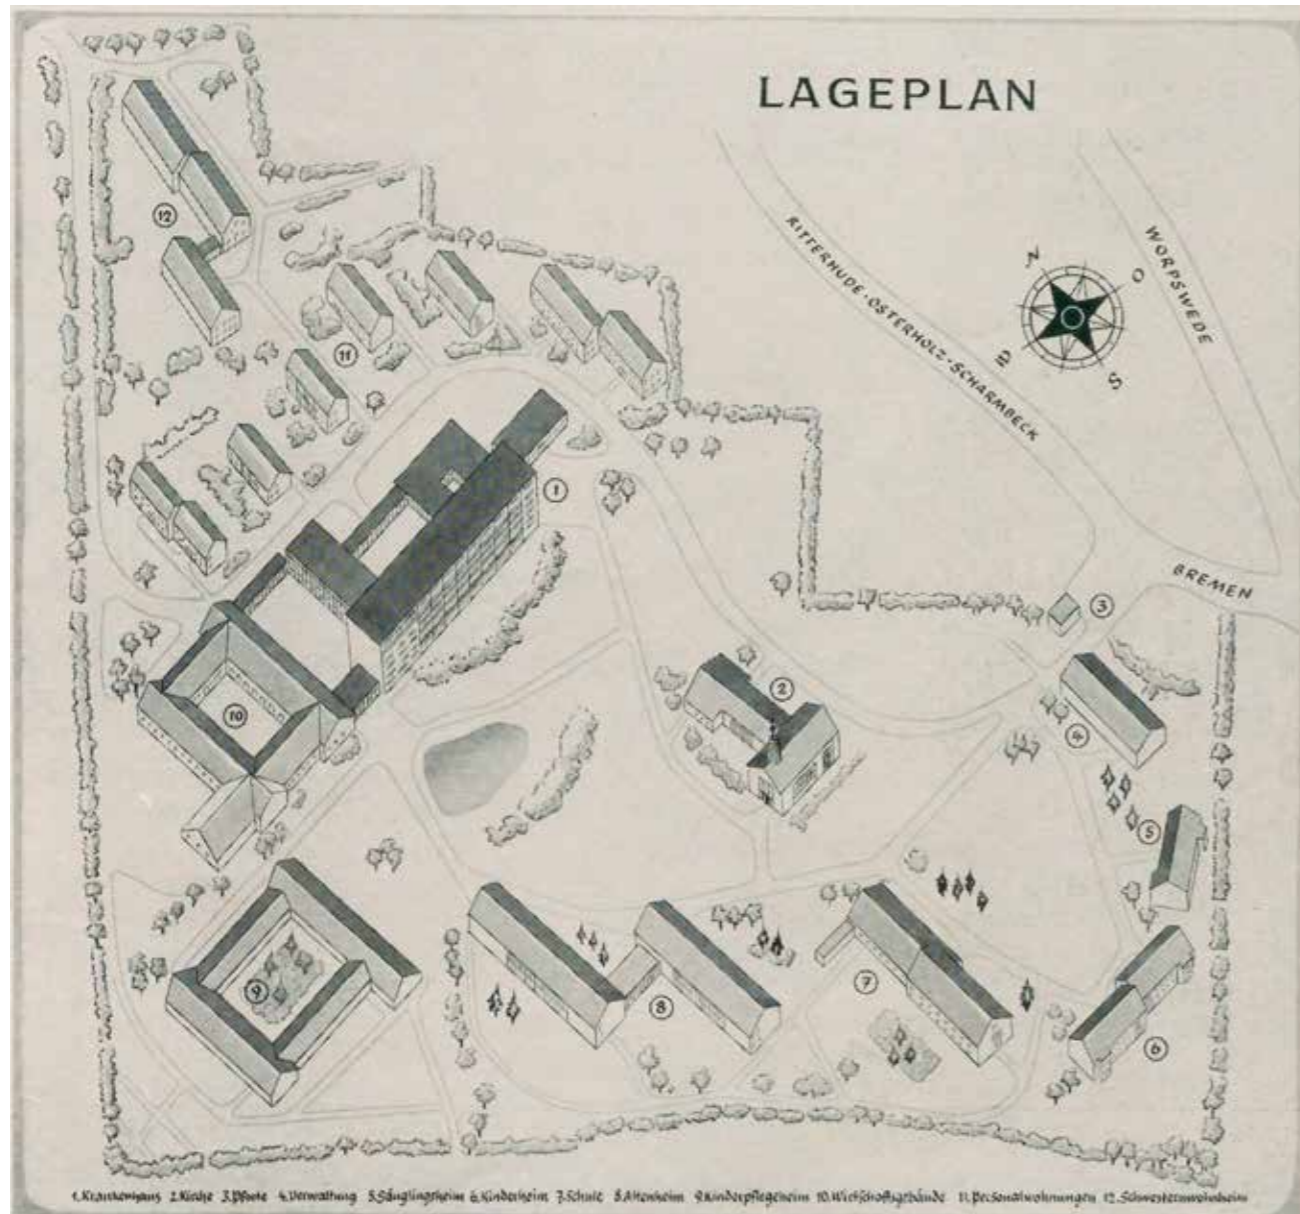 LAGEPLAN
RITTERHUDE-OSTERHOLZ-SCHARMBECK
WORPSWEDE
N
O
S
W
BREMEN
12
11
1
2
3
4
5
6
7
8
9
10
1. Krankenhaus 2. Kirche 3. Pforte 4. Verwaltung 5. Säuglingsheim 6. Kinderheim 7. Schule 8. Altenheim 9. Kinderpflegeheim 10. Wirtschaftsgebäude 11. Personalwohnungen 12. Schwesternwohnheim